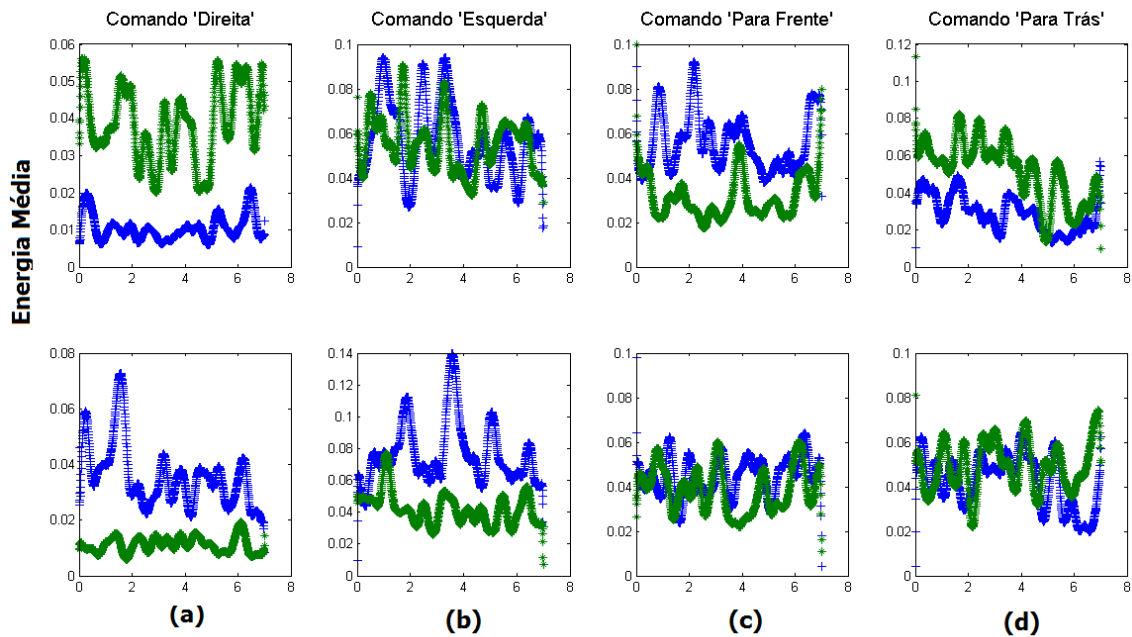 Comando 'Direita' Comando 'Esquerda' Comando 'Para Frente' Comando 'Para Trás'
Energia Média
0.06 0.05 0.04 0.03 0.02 0.01 0
0 2 4 6 8
0.1 0.08 0.06 0.04 0.02 0
0 2 4 6 8
0.1 0.08 0.06 0.04 0.02 0
0 2 4 6 8
0.12 0.1 0.08 0.06 0.04 0.02 0
0 2 4 6 8
0.08 0.06 0.04 0.02 0
0 2 4 6 8
0.14 0.12 0.1 0.08 0.06 0.04 0.02 0
0 2 4 6 8
0.1 0.08 0.06 0.04 0.02 0
0 2 4 6 8
0.1 0.08 0.06 0.04 0.02 0
0 2 4 6 8
(a) (b) (c) (d)